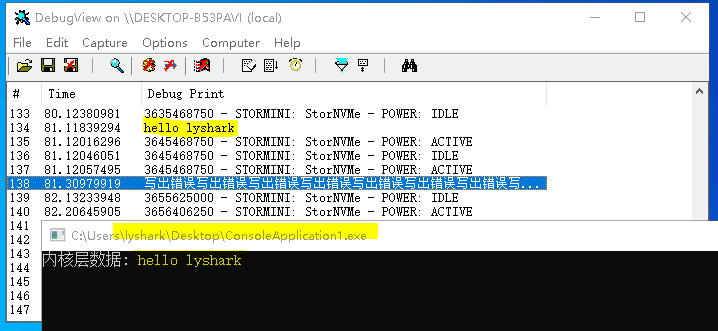 DebugView on \\DESKTOP-B53PAVI (local)
File Edit Capture Options Computer Help
# Time Debug Print
133 80.12380981 3635468750 - STORMINI: StorNVMe - POWER: IDLE
134 81.11839294 hello lyshark
135 81.12016296 3645468750 - STORMINI: StorNVMe - POWER: ACTIVE
136 81.12046051 3645468750 - STORMINI: StorNVMe - POWER: IDLE
137 81.12057495 3645468750 - STORMINI: StorNVMe - POWER: ACTIVE
138 81.30979919 写出错误写出错误写出错误写出错误写出错误写出错误写出错误写...
139 82.13233948 3655625000 - STORMINI: StorNVMe - POWER: IDLE
140 82.20645905 3656406250 - STORMINI: StorNVMe - POWER: ACTIVE
141
142
143
144
145
146
147
C:\Users\lyshark\Desktop\ConsoleApplication1.exe
内核层数据: hello lyshark